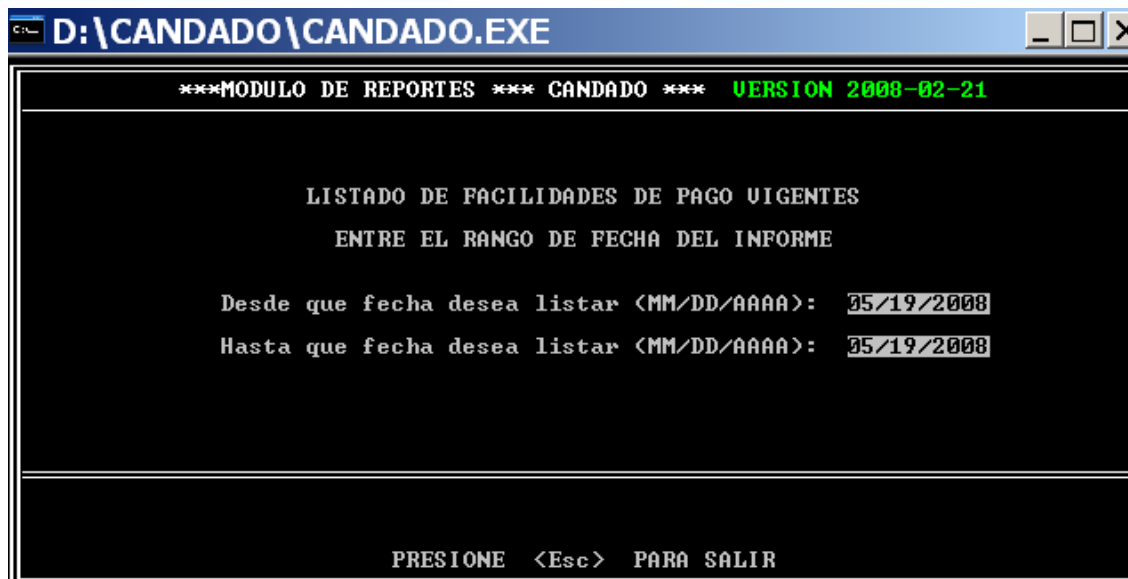 D:\CANDADO\CANDADO.EXE
***MODULO DE REPORTES *** CANDADO *** VERSION 2008-02-21
LISTADO DE FACILIDADES DE PAGO VIGENTES
ENTRE EL RANGO DE FECHA DEL INFORME
Desde que fecha desea listar (MM/DD/AAAA): 05/19/2008
Hasta que fecha desea listar (MM/DD/AAAA): 05/19/2008
PRESIONE <Esc> PARA SALIR